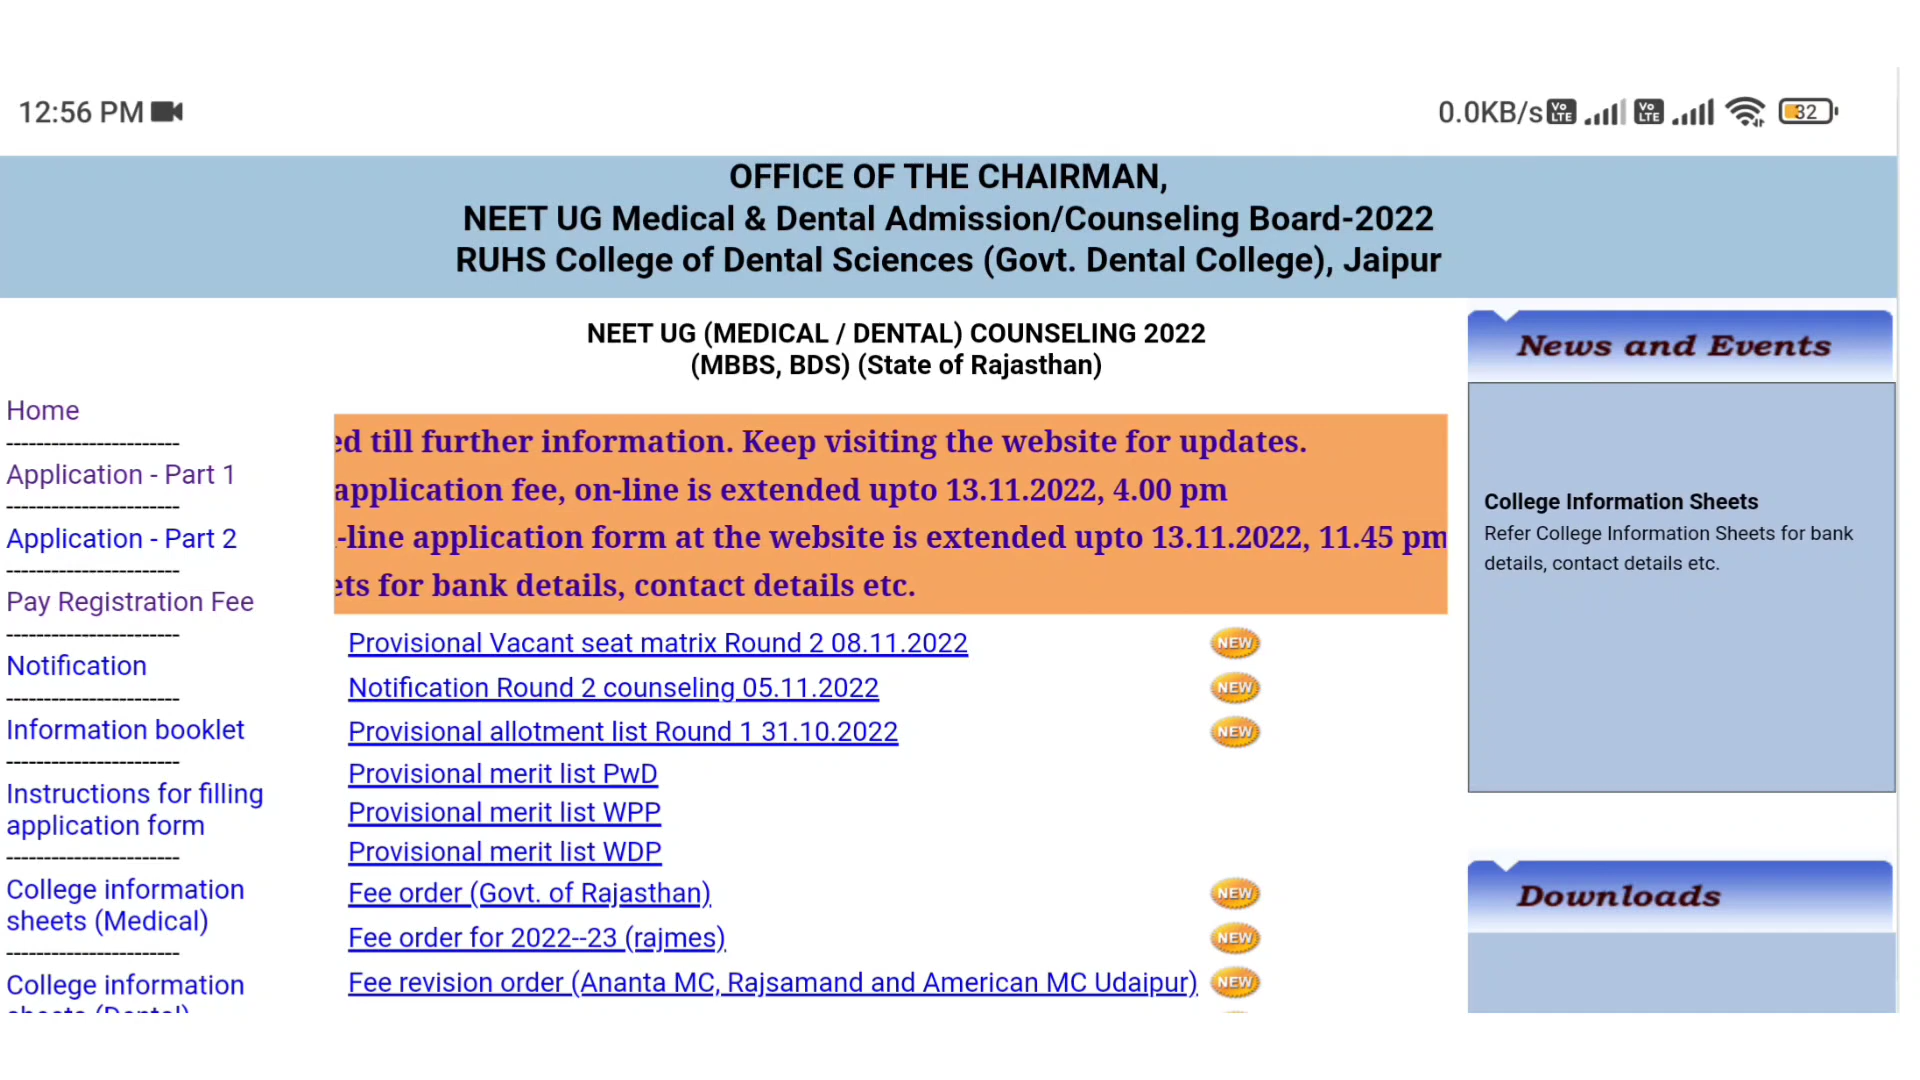 12:56 PM
0.0KB/s Vo LTE Vo LTE 32
OFFICE OF THE CHAIRMAN,
NEET UG Medical & Dental Admission/Counseling Board-2022
RUHS College of Dental Sciences (Govt. Dental College), Jaipur
NEET UG (MEDICAL / DENTAL) COUNSELING 2022
(MBBS, BDS) (State of Rajasthan)
Home
-----------------------
Application - Part 1
-----------------------
Application - Part 2
-----------------------
Pay Registration Fee
-----------------------
Notification
-----------------------
Information booklet
-----------------------
Instructions for filling
application form
-----------------------
College information
sheets (Medical)
-----------------------
College information
sheets (Dental)
ed till further information. Keep visiting the website for updates.
application fee, on-line is extended upto 13.11.2022, 4.00 pm
-line application form at the website is extended upto 13.11.2022, 11.45 pm
ets for bank details, contact details etc.
Provisional Vacant seat matrix Round 2 08.11.2022 NEW
Notification Round 2 counseling 05.11.2022 NEW
Provisional allotment list Round 1 31.10.2022 NEW
Provisional merit list PwD
Provisional merit list WPP
Provisional merit list WDP
Fee order (Govt. of Rajasthan) NEW
Fee order for 2022--23 (rajmes) NEW
Fee revision order (Ananta MC, Rajsamand and American MC Udaipur) NEW
News and Events
College Information Sheets
Refer College Information Sheets for bank
details, contact details etc.
Downloads